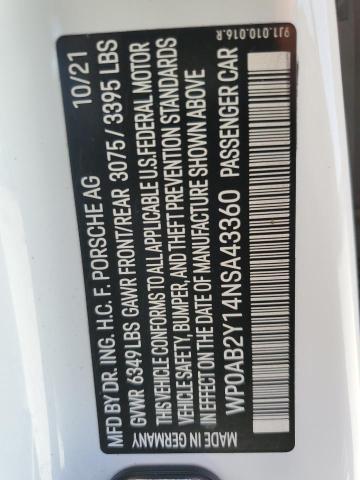 9J1.010.016.R
MFD BY DR. ING. H.C. F. PORSCHE AG 10/21
GVWR 6349 LBS GAWR FRONT/REAR 3075 / 3395 LBS
THIS VEHICLE CONFORMS TO ALL APPLICABLE U.S. FEDERAL MOTOR
VEHICLE SAFETY, BUMPER, AND THEFT PREVENTION STANDARDS
IN EFFECT ON THE DATE OF MANUFACTURE SHOWN ABOVE
WP0AB2Y14NSA43360 PASSENGER CAR
MADE IN GERMANY